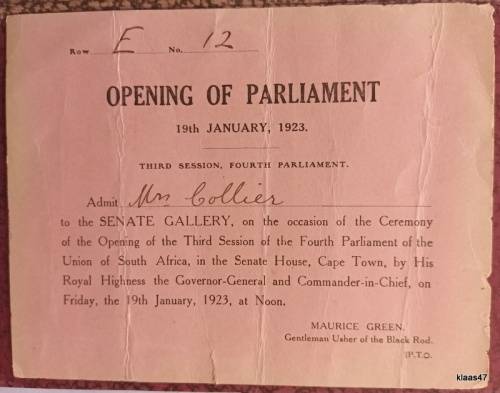 Row E No. 12
OPENING OF PARLIAMENT
19th JANUARY, 1923.
THIRD SESSION, FOURTH PARLIAMENT.
Admit Mrs Collier
to the SENATE GALLERY, on the occasion of the Ceremony
of the Opening of the Third Session of the Fourth Parliament of the
Union of South Africa, in the Senate House, Cape Town, by His
Royal Highness the Governor-General and Commander-in-Chief, on
Friday, the 19th January, 1923, at Noon.
MAURICE GREEN.
Gentleman Usher of the Black Rod.
[P.T.O.
klaas47